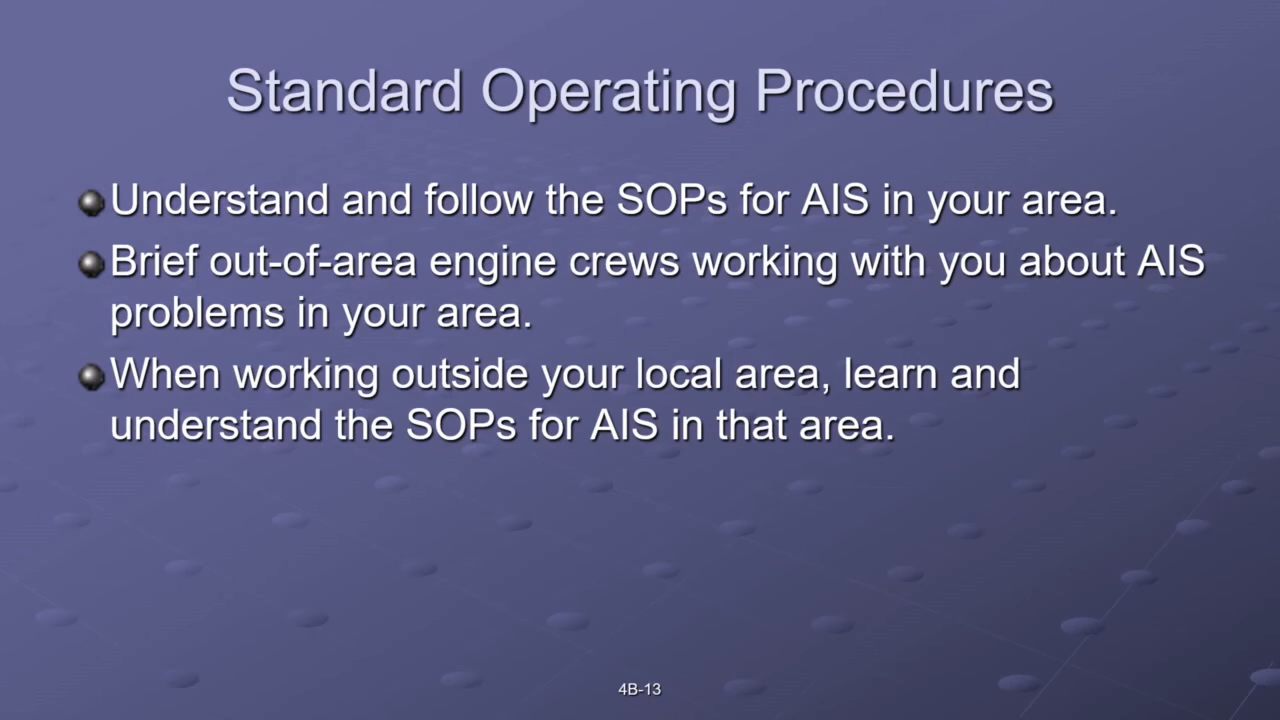 Standard Operating Procedures
Understand and follow the SOPs for AIS in your area.
Brief out-of-area engine crews working with you about AIS
problems in your area.
When working outside your local area, learn and
understand the SOPs for AIS in that area.
4B-13